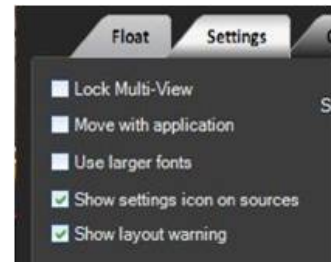 Float Settings
Lock Multi-View
Move with application
Use larger fonts
Show settings icon on sources
Show layout warning